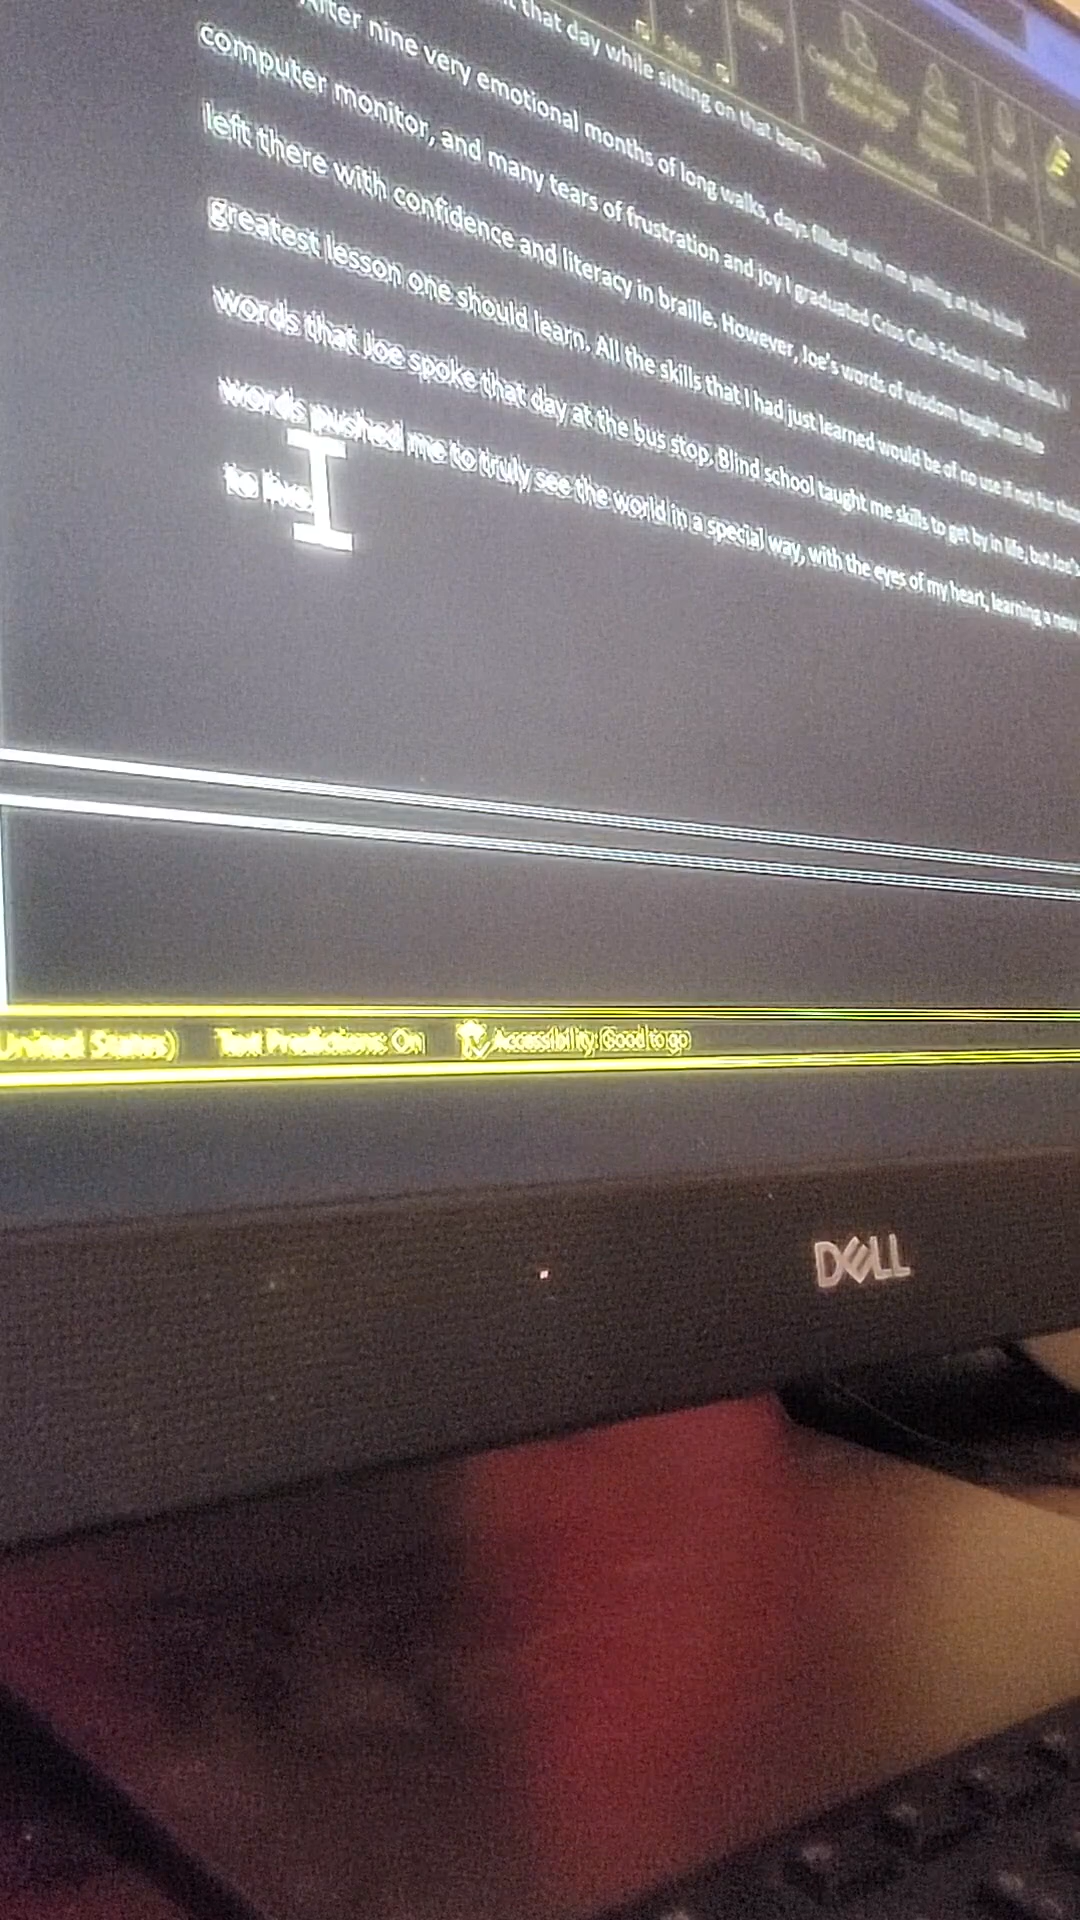 that day while sitting on that bench.
After nine very emotional months of long walks, days filled with me yelling at the blank
computer monitor, and many tears of frustration and joy I graduated Criss Cole School for The Blind. I
left there with confidence and literacy in braille. However, Joe's words of wisdom taught me the
greatest lesson one should learn. All the skills that I had just learned would be of no use if not for
words that Joe spoke that day at the bus stop. Blind school taught me skills to get by in life, but Joe's
words pushed me to truly see the world in a special way, with the eyes of my heart, learning a new
to live
United States) Text Predictions: On Accessibility: Good to go
DELL